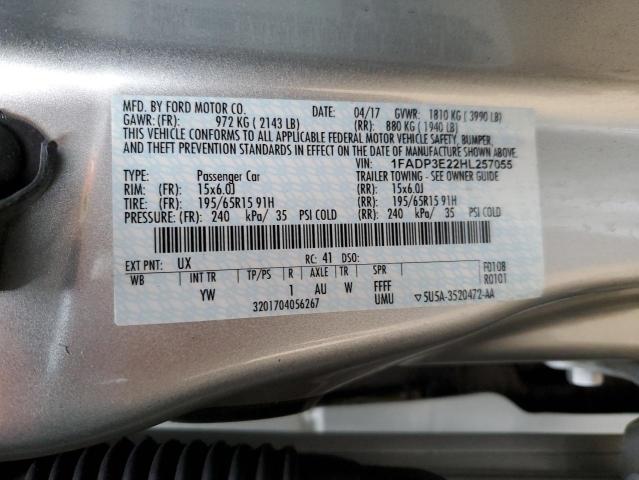 MFD. BY FORD MOTOR CO. DATE: 04/17 GVWR: 1810 KG ( 3990 LB)
GAWR: (FR): 972 KG ( 2143 LB) (RR): 880 KG ( 1940 LB)
THIS VEHICLE CONFORMS TO ALL APPLICABLE FEDERAL MOTOR VEHICLE SAFETY, BUMPER,
AND THEFT PREVENTION STANDARDS IN EFFECT ON THE DATE OF MANUFACTURE SHOWN ABOVE.
VIN: 1FADP3E22HL257055
TYPE: Passenger Car TRAILER TOWING - SEE OWNER GUIDE
RIM: (FR): 15x6.0J (RR): 15x6.0J
TIRE: (FR): 195/65R15 91H (RR): 195/65R15 91H
PRESSURE: (FR) 240 kPa/ 35 PSI COLD (RR) 240 kPa/ 35 PSI COLD
EXT PNT: UX RC: 41 DSO:
WB INT TR TP/PS R AXLE TR SPR F0108
YW 1 AU W FFFF R0101
3201704056267 UMU ▽5U5A-3520472-AA